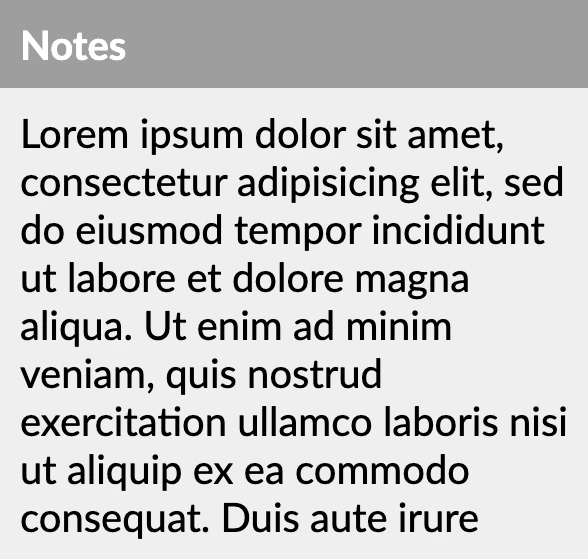 Notes
Lorem ipsum dolor sit amet,
consectetur adipisicing elit, sed
do eiusmod tempor incididunt
ut labore et dolore magna
aliqua. Ut enim ad minim
veniam, quis nostrud
exercitation ullamco laboris nisi
ut aliquip ex ea commodo
consequat. Duis aute irure